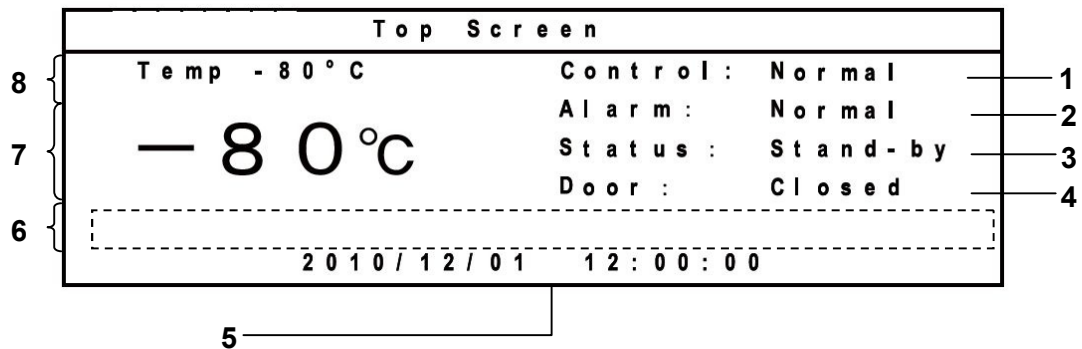 Top Screen
8 Temp -80°C Control: Normal 1
Alarm: Normal 2
7 -80°C Status: Stand-by 3
Door: Closed 4
6
2010/12/01 12:00:00
5